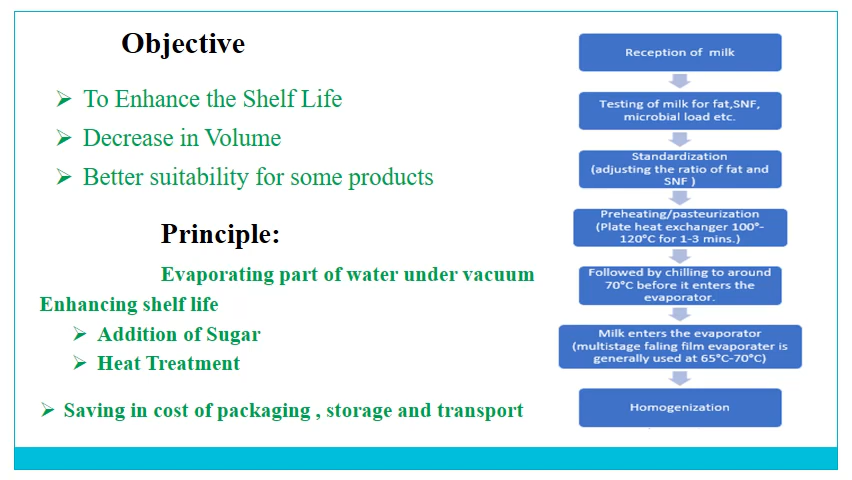 Objective
To Enhance the Shelf Life
Decrease in Volume
Better suitability for some products
Principle:
Evaporating part of water under vacuum
Enhancing shelf life
Addition of Sugar
Heat Treatment
Saving in cost of packaging , storage and transport
Reception of milk
Testing of milk for fat,SNF,
microbial load etc.
Standardization
(adjusting the ratio of fat and
SNF )
Preheating/pasteurization
(Plate heat exchanger 100°-
120°C for 1-3 mins.)
Followed by chilling to around
70°C before it enters the
evaporator.
Milk enters the evaporator
(multistage faling film evaporater is
generally used at 65°C-70°C)
Homogenization